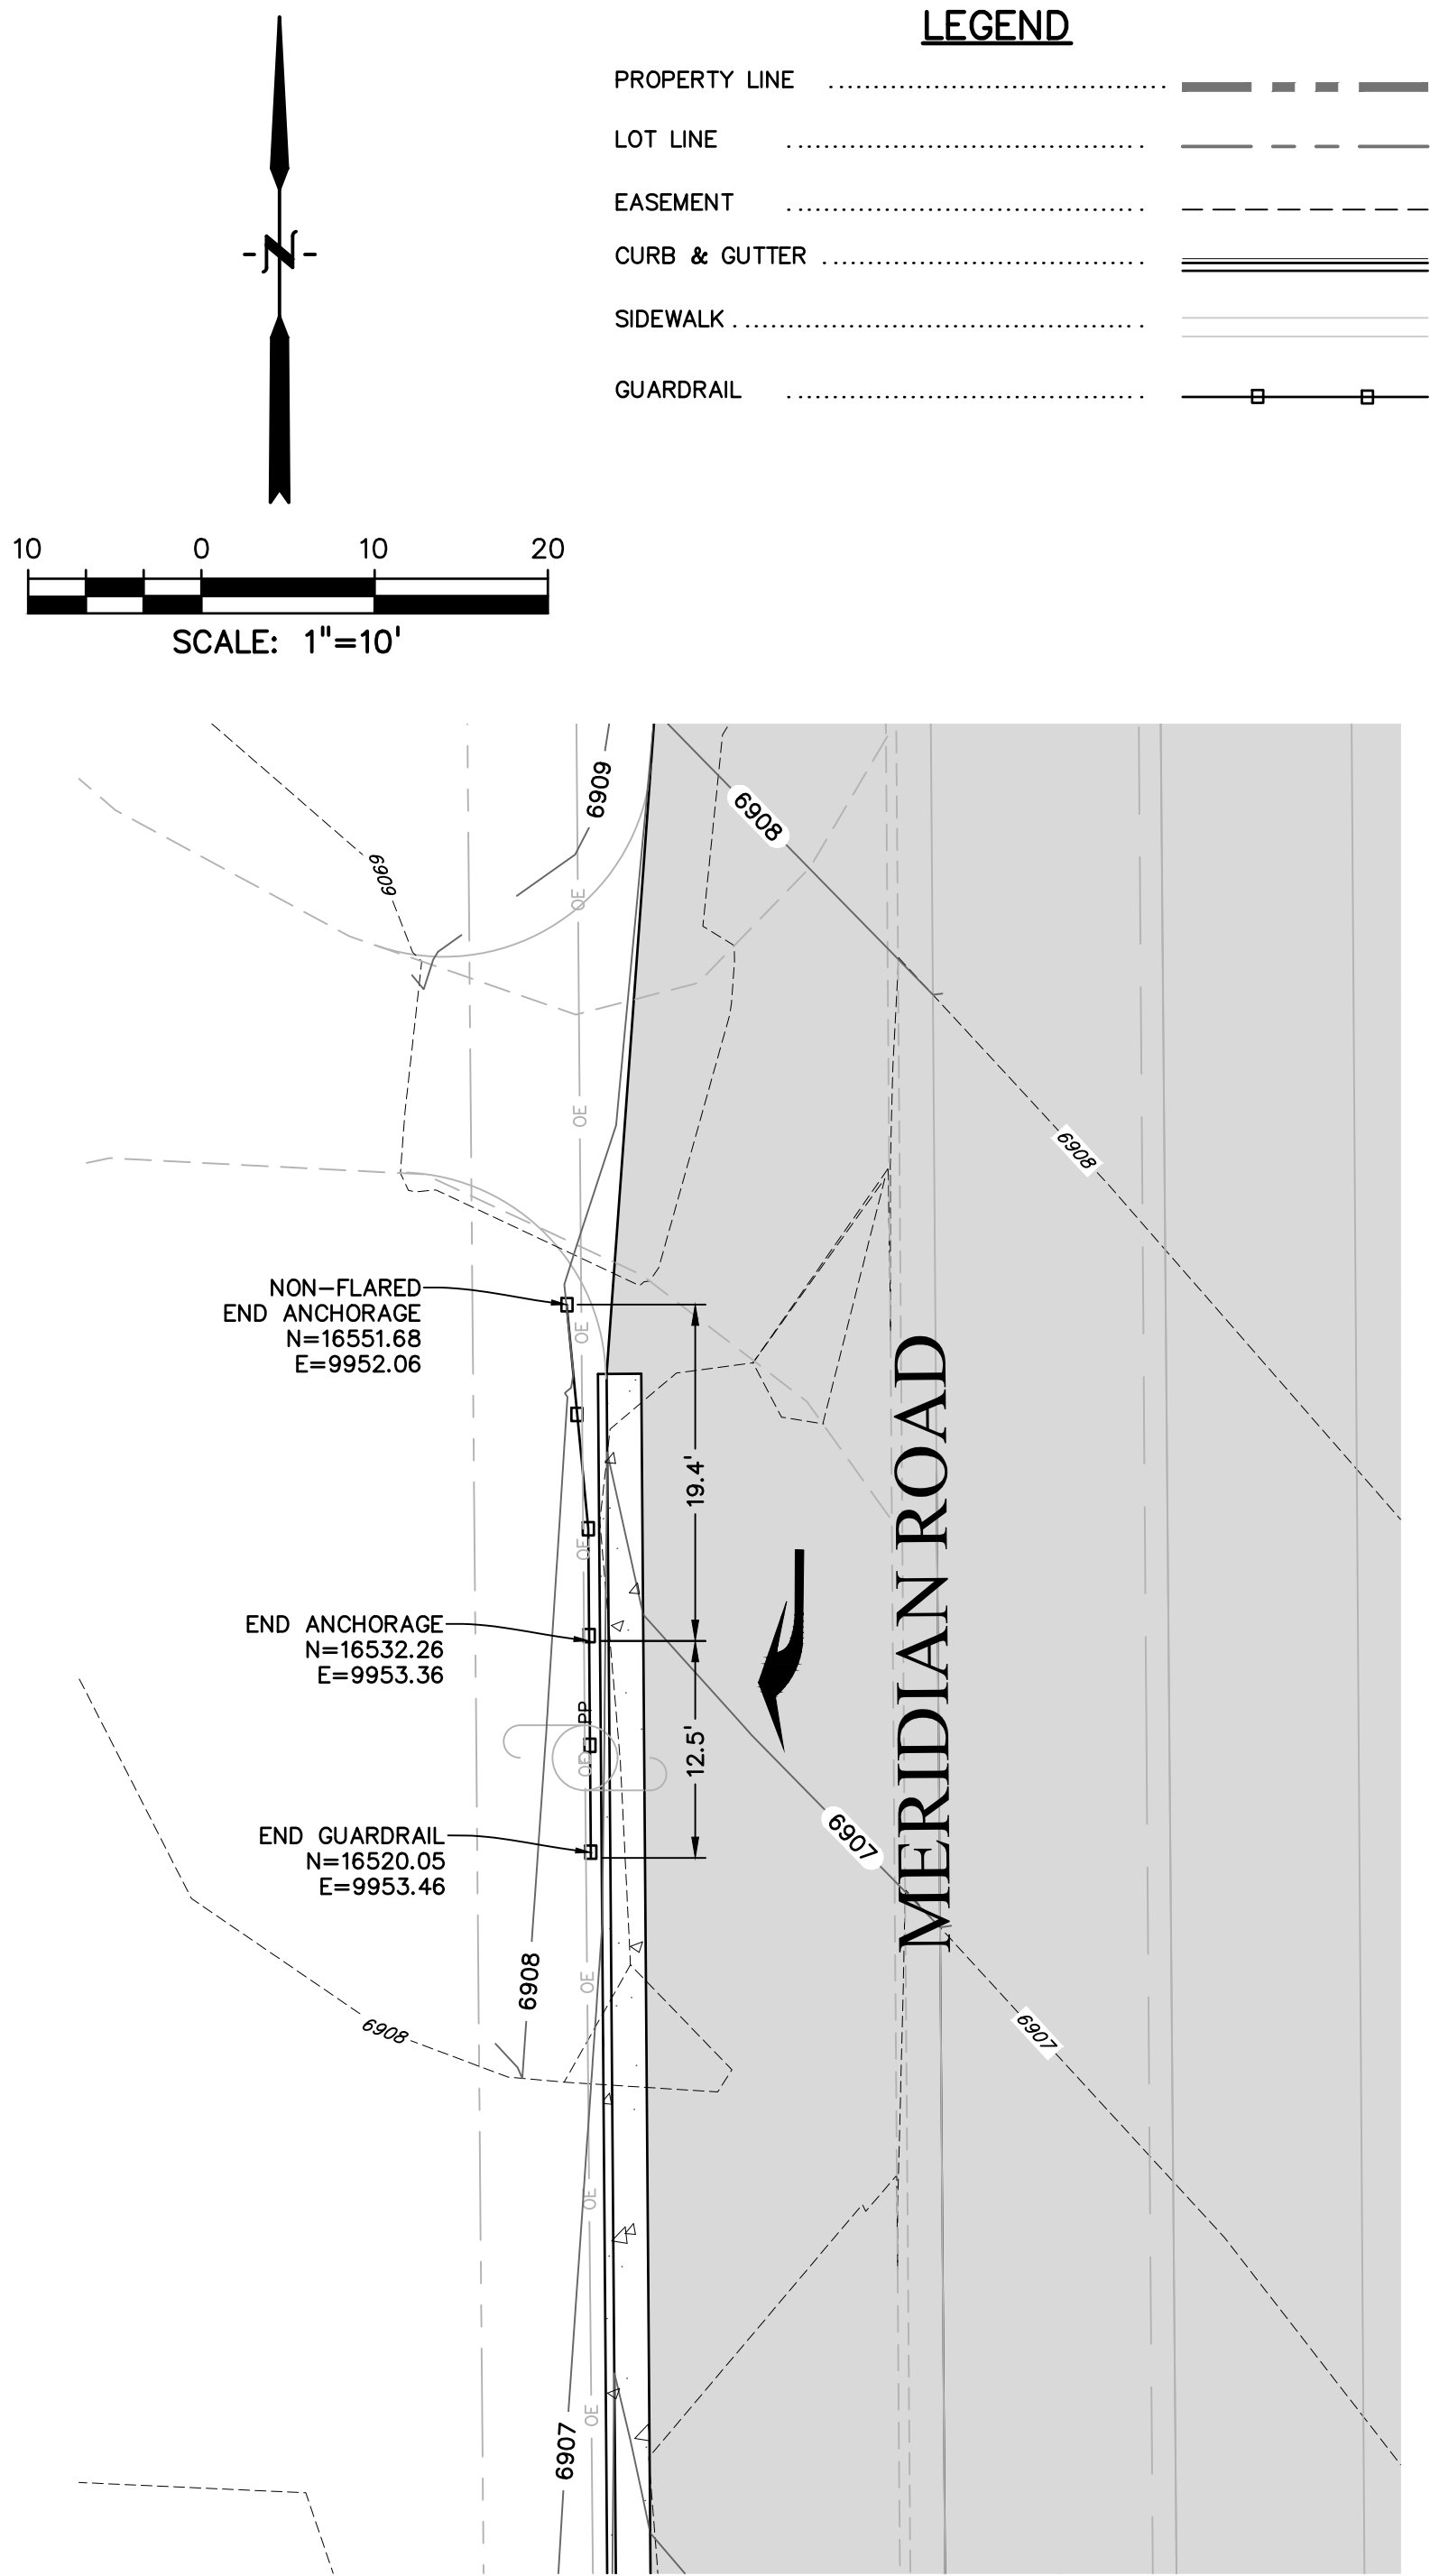 LEGEND
PROPERTY LINE
LOT LINE
EASEMENT
CURB & GUTTER
SIDEWALK
GUARDRAIL
N
10 0 10 20
SCALE: 1"=10'
6909
6908
6909
OE
OE
6908
NON-FLARED
END ANCHORAGE
N=16551.68
E=9952.06
OE
19.4'
MERIDIAN ROAD
OE
END ANCHORAGE
N=16532.26
E=9953.36
PP
OE
12.5'
END GUARDRAIL
N=16520.05
E=9953.46
6907
6908
OE
6908
6907
OE
OE
6907